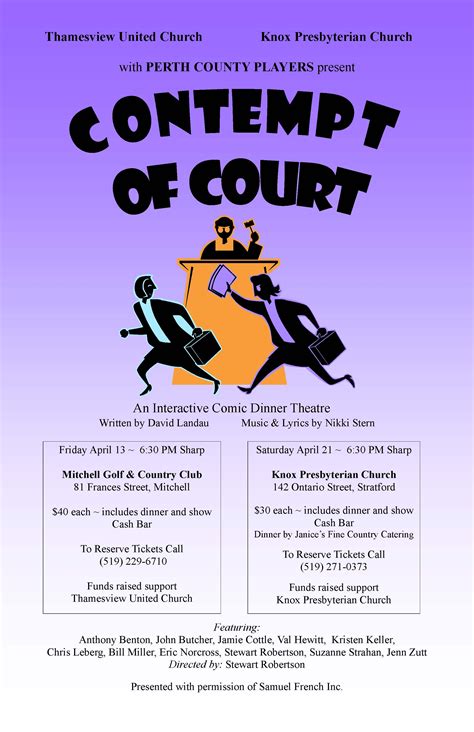 Thamesview United Church Knox Presbyterian Church
with PERTH COUNTY PLAYERS present
CONTEMPT
OF COURT
An Interactive Comic Dinner Theatre
Written by David Landau Music & Lyrics by Nikki Stern
Friday April 13 ~ 6:30 PM Sharp
Mitchell Golf & Country Club
81 Frances Street, Mitchell
$40 each ~ includes dinner and show
Cash Bar
To Reserve Tickets Call
(519) 229-6710
Funds raised support
Thamesview United Church
Saturday April 21 ~ 6:30 PM Sharp
Knox Presbyterian Church
142 Ontario Street, Stratford
$30 each ~ includes dinner and show
Cash Bar
Dinner by Janice's Fine Country Catering
To Reserve Tickets Call
(519) 271-0373
Funds raised support
Knox Presbyterian Church
Featuring:
Anthony Benton, John Butcher, Jamie Cottle, Val Hewitt, Kristen Keller,
Chris Leberg, Bill Miller, Eric Norcross, Stewart Robertson, Suzanne Strahan, Jenn Zutt
Directed by: Stewart Robertson
Presented with permission of Samuel French Inc.